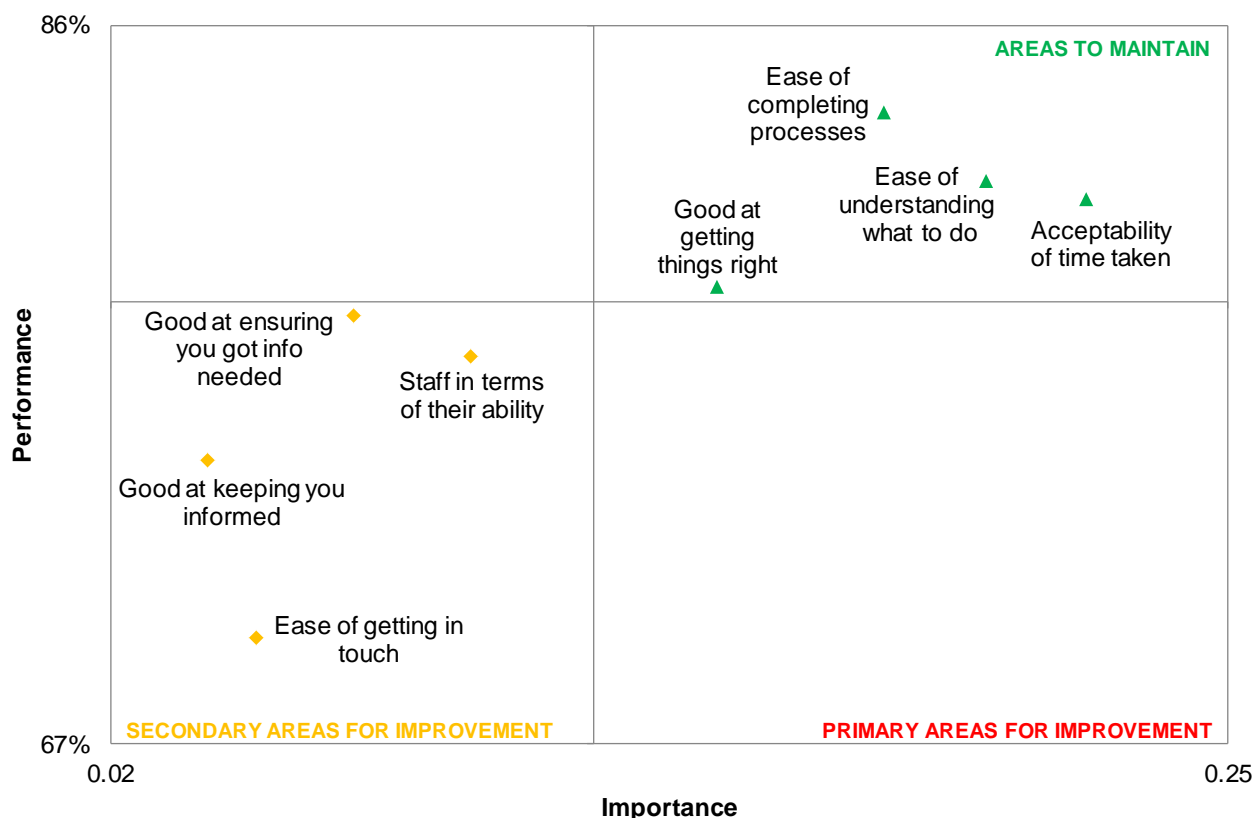 86%
AREAS TO MAINTAIN
Ease of
completing
processes
Ease of
understanding
what to do
Good at
getting
things right
Acceptability
of time taken
Performance
Good at ensuring
you got info
needed
Staff in terms
of their ability
Good at keeping you
informed
Ease of getting in
touch
SECONDARY AREAS FOR IMPROVEMENT
PRIMARY AREAS FOR IMPROVEMENT
67%
0.02
0.25
Importance